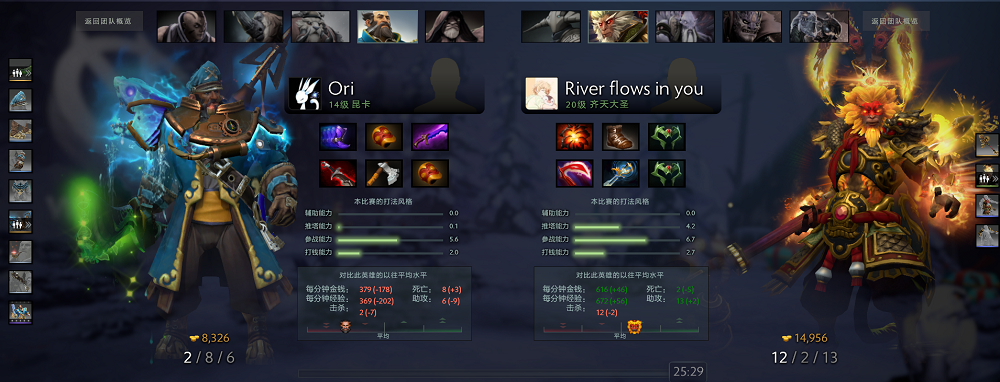 返回团队概览
返回团队概览
Ori
14级 昆卡
River flows in you
20级 齐天大圣
本比赛的打法风格
辅助能力 0.0
推塔能力 0.1
参战能力 5.6
打钱能力 2.0
本比赛的打法风格
辅助能力 0.0
推塔能力 4.2
参战能力 6.7
打钱能力 2.7
对比此英雄的以往平均水平
每分钟金钱: 379 (-178) 死亡: 8 (+3)
每分钟经验: 369 (-202) 助攻: 6 (-9)
击杀: 2 (-7)
平均
对比此英雄的以往平均水平
每分钟金钱: 616 (+46) 死亡: 2 (-5)
每分钟经验: 672 (+56) 助攻: 13 (+2)
击杀: 12 (-2)
平均
8,326
2 / 8 / 6
14,956
12 / 2 / 13
25:29